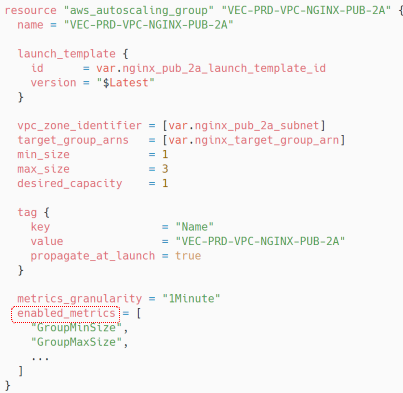 resource "aws_autoscaling_group" "VEC-PRD-VPC-NGINX-PUB-2A" {
  name = "VEC-PRD-VPC-NGINX-PUB-2A"

  launch_template {
    id      = var.nginx_pub_2a_launch_template_id
    version = "$Latest"
  }

  vpc_zone_identifier = [var.nginx_pub_2a_subnet]
  target_group_arns   = [var.nginx_target_group_arn]
  min_size            = 1
  max_size            = 3
  desired_capacity    = 1

  tag {
    key                 = "Name"
    value               = "VEC-PRD-VPC-NGINX-PUB-2A"
    propagate_at_launch = true
  }

  metrics_granularity = "1Minute"
  enabled_metrics = [
    "GroupMinSize",
    "GroupMaxSize",
    ...
  ]
}